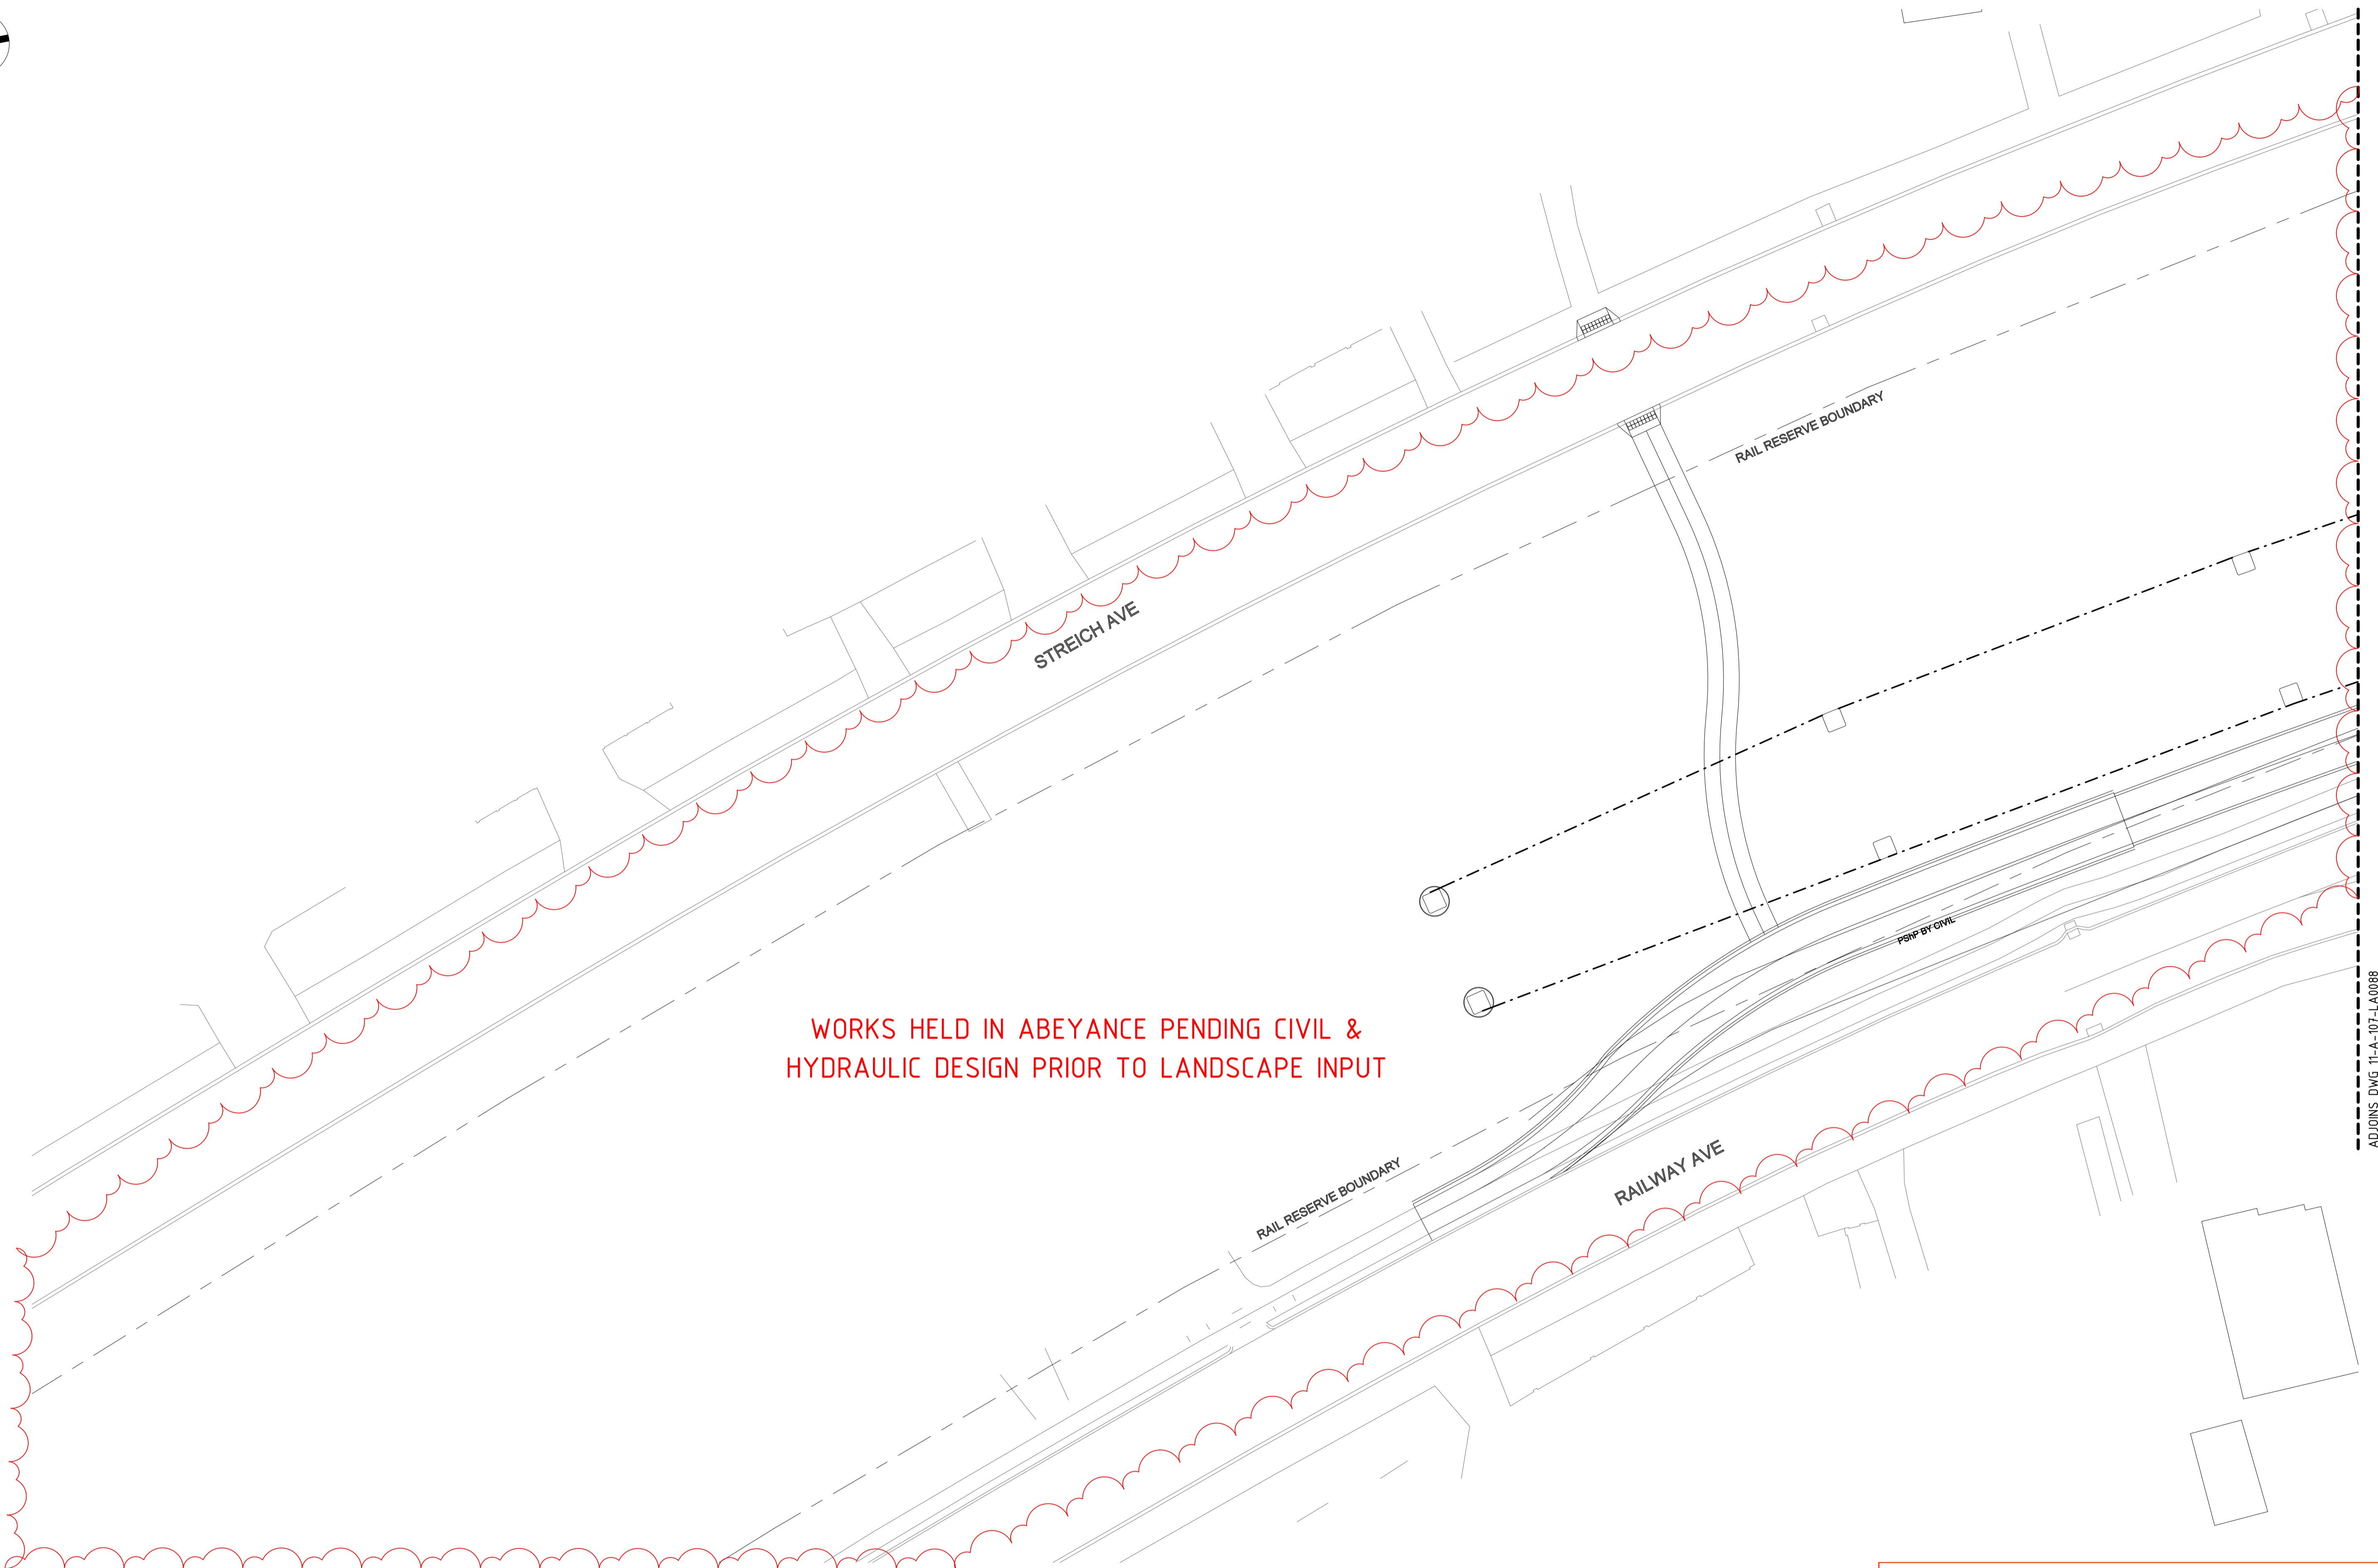 RAIL RESERVE BOUNDARY
STREICH AVE
PShP BY CIVIL
WORKS HELD IN ABEYANCE PENDING CIVIL &
HYDRAULIC DESIGN PRIOR TO LANDSCAPE INPUT
RAIL RESERVE BOUNDARY
RAILWAY AVE
ADJOINS DWG 11-A-107-LA0088